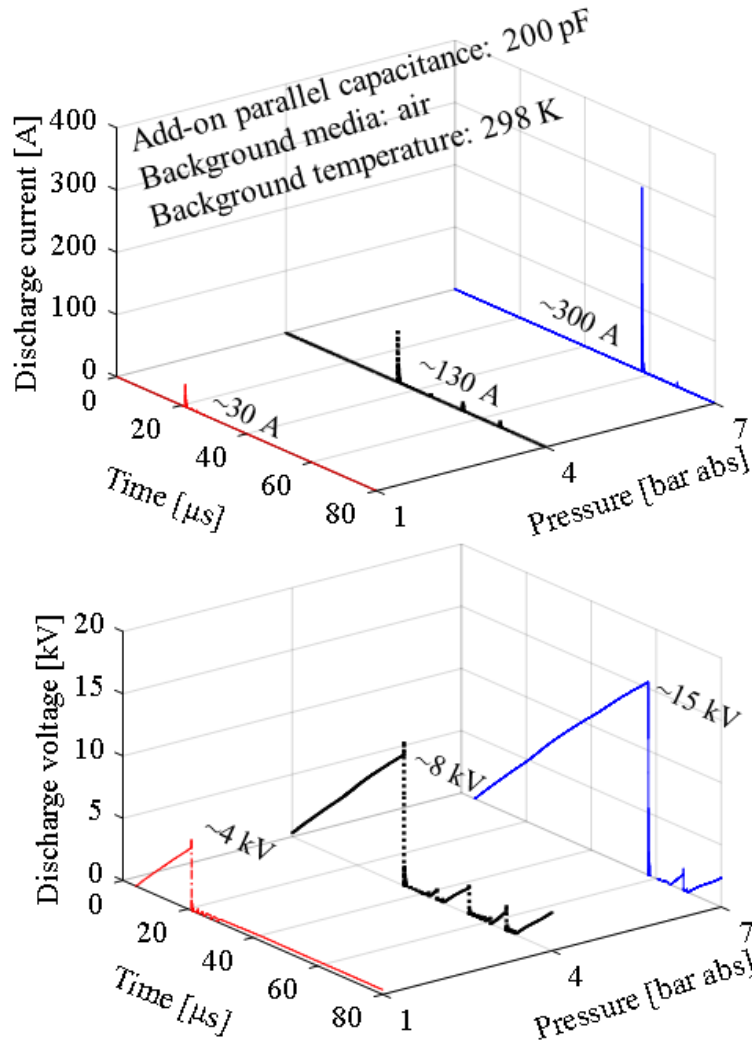 Add-on parallel capacitance: 200 pF
Background media: air
Background temperature: 298 K
Discharge current [A]
400
300
200
100
0
0
20
40
60
80
Time [μs]
1
4
7
Pressure [bar abs]
~30 A
~130 A
~300 A
Discharge voltage [kV]
20
15
10
5
0
0
20
40
60
80
Time [μs]
1
4
7
Pressure [bar abs]
~4 kV
~8 kV
~15 kV